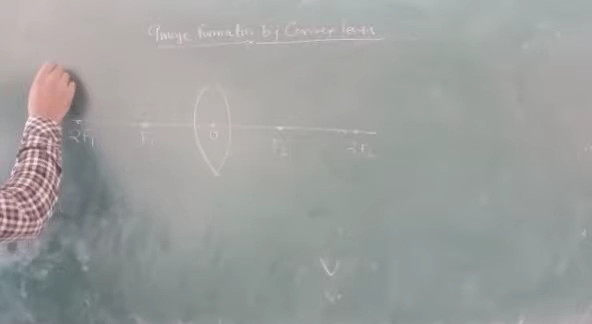 Image Formation by Convex lens
2F₁ F₁ O F₂ 2F₂